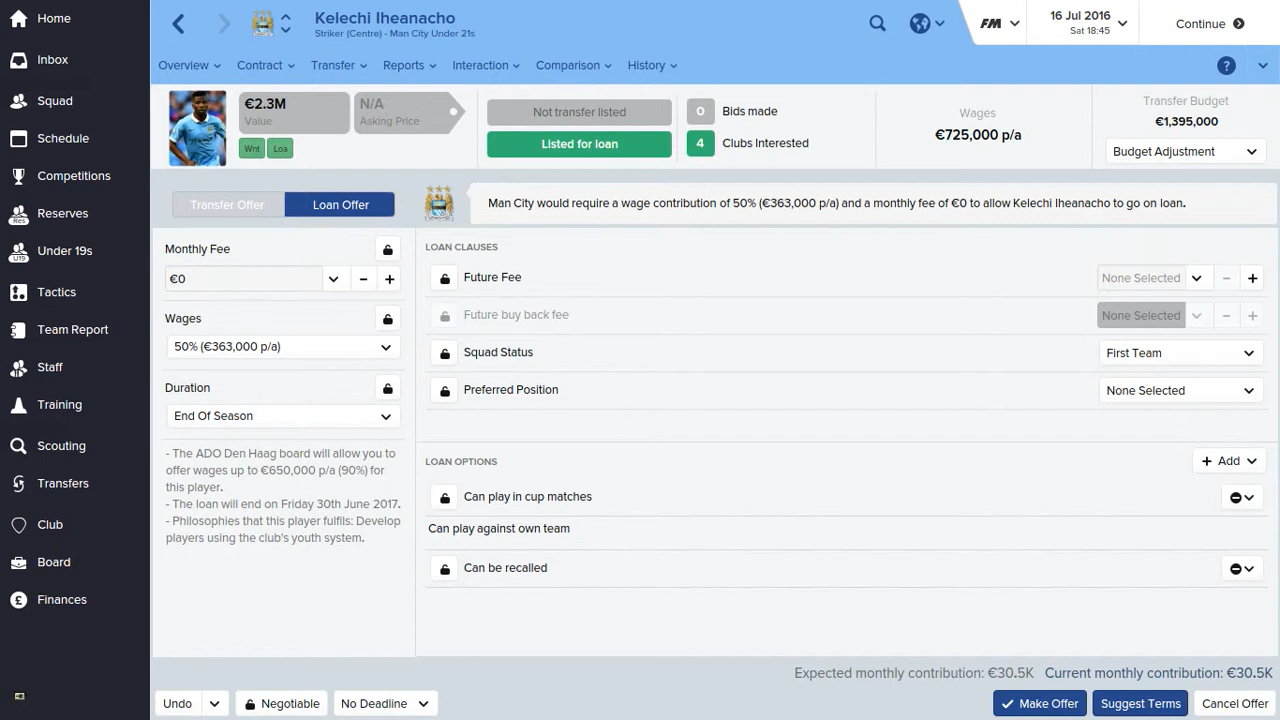 Home
Inbox
Squad
Schedule
Competitions
Reserves
Under 19s
Tactics
Team Report
Staff
Training
Scouting
Transfers
Club
Board
Finances
Kelechi Iheanacho
Striker (Centre) - Man City Under 21s
FM
16 Jul 2016
Sat 18:45
Continue
Overview
Contract
Transfer
Reports
Interaction
Comparison
History
?
€2.3M
Value
N/A
Asking Price
Wnt
Loa
Not transfer listed
Listed for loan
0 Bids made
4 Clubs Interested
Wages
€725,000 p/a
Transfer Budget
€1,395,000
Budget Adjustment
Transfer Offer
Loan Offer
Man City would require a wage contribution of 50% (€363,000 p/a) and a monthly fee of €0 to allow Kelechi Iheanacho to go on loan.
Monthly Fee
€0
Wages
50% (€363,000 p/a)
Duration
End Of Season
- The ADO Den Haag board will allow you to
offer wages up to €650,000 p/a (90%) for
this player.
- The loan will end on Friday 30th June 2017.
- Philosophies that this player fulfils: Develop
players using the club's youth system.
LOAN CLAUSES
Future Fee
None Selected
Future buy back fee
None Selected
Squad Status
First Team
Preferred Position
None Selected
LOAN OPTIONS
Add
Can play in cup matches
Can play against own team
Can be recalled
Expected monthly contribution: €30.5K
Current monthly contribution: €30.5K
Undo
Negotiable
No Deadline
Make Offer
Suggest Terms
Cancel Offer